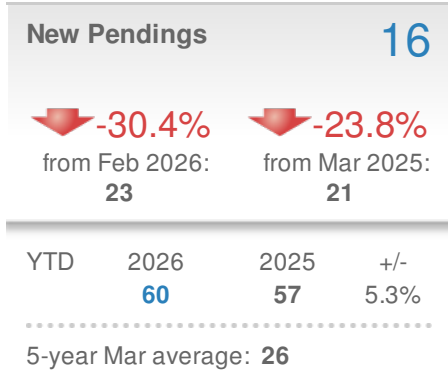 New Pendings 16
-30.4% -23.8%
from Feb 2026: from Mar 2025:
23 21
YTD 2026 2025 +/-
60 57 5.3%
5-year Mar average: 26